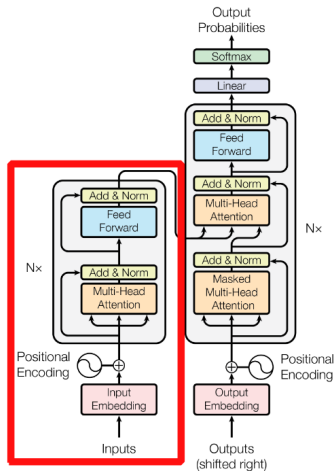 Output
Probabilities
Softmax
Linear
Add & Norm
Feed
Forward
Add & Norm
Multi-Head
Attention
Add & Norm
Masked
Multi-Head
Attention
Nx
Positional
Encoding
Output
Embedding
Outputs
(shifted right)
Add & Norm
Feed
Forward
Add & Norm
Multi-Head
Attention
Nx
Positional
Encoding
Input
Embedding
Inputs